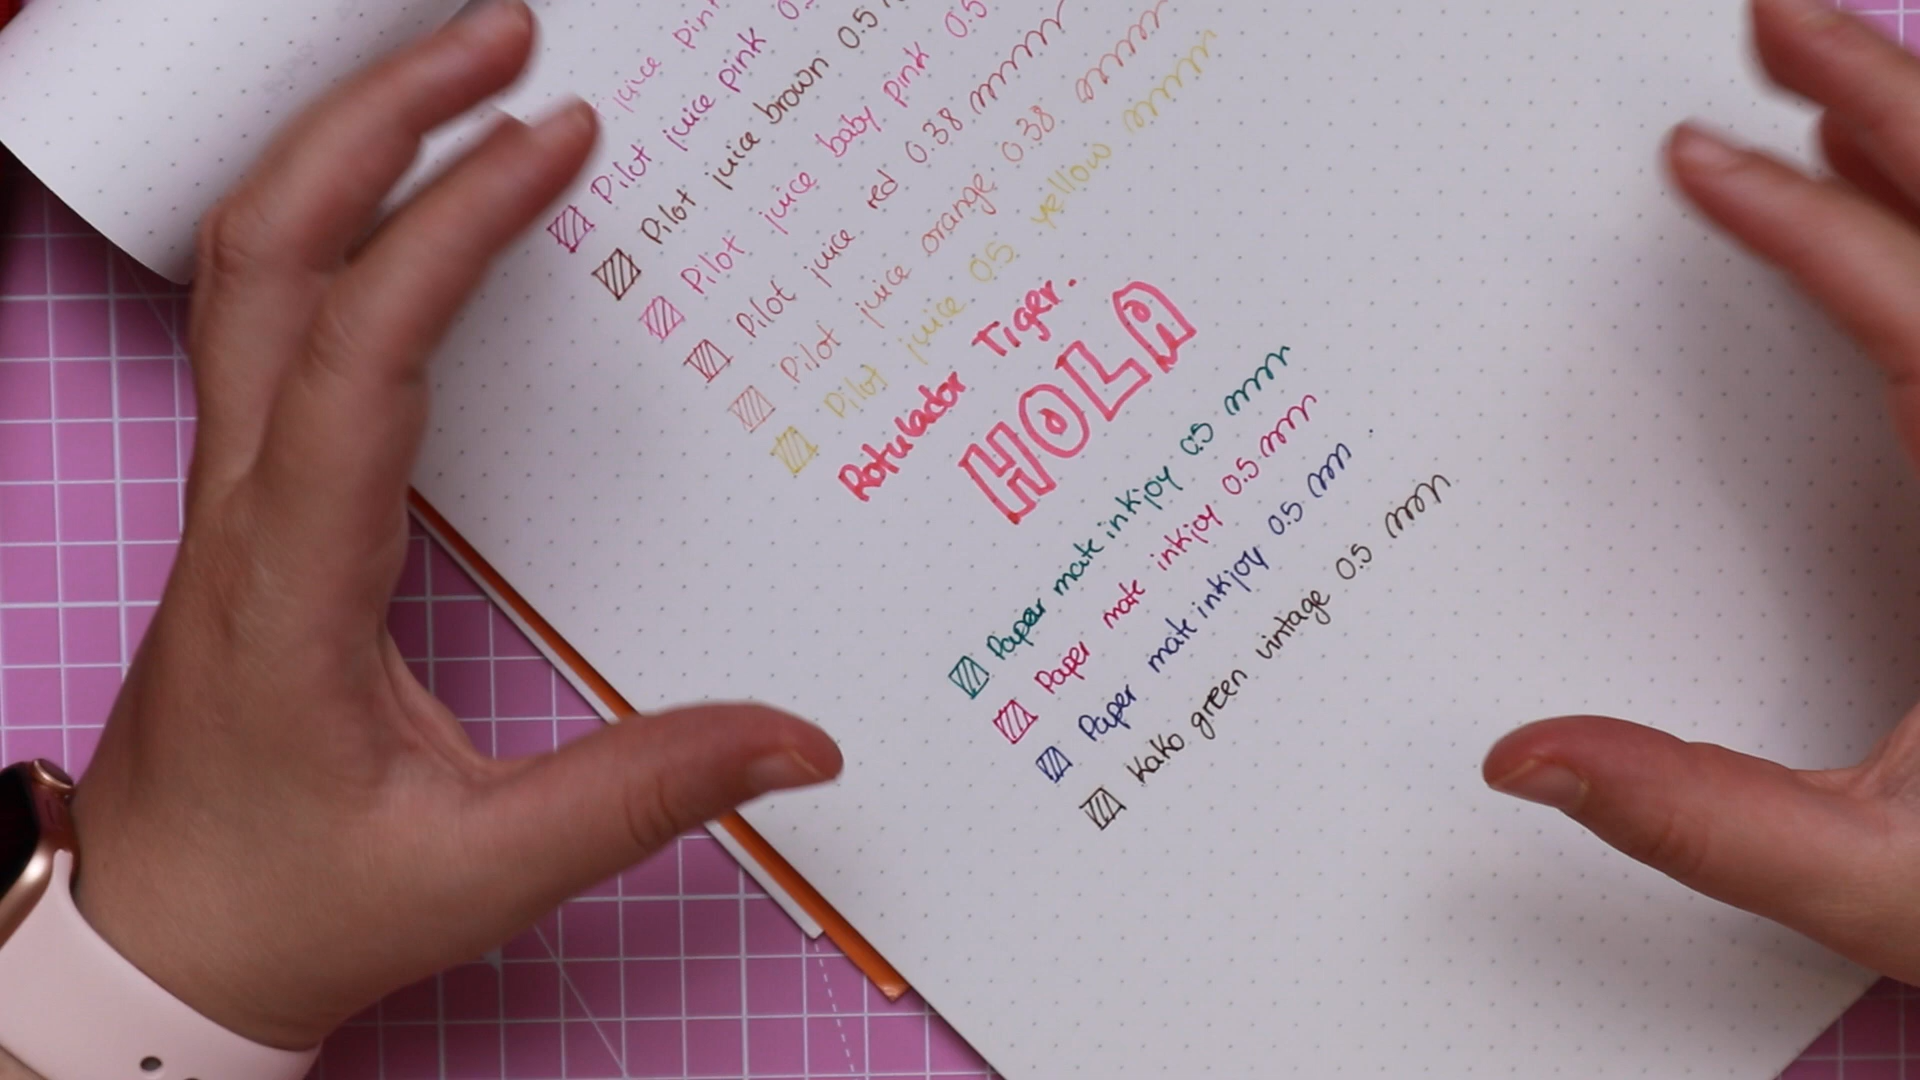 juice pin
Pilot juice pink 0.
Pilot juice brown 0.5
Pilot juice baby pink 0.5
Pilot juice red 0.38
Pilot juice orange 0.38
Pilot juice 0.5 yellow
Rotulador Tiger.
HOLA
Paper mate inkjoy 0.5
Paper mate inkjoy 0.5
Paper mate inkjoy 0.5
Kako green vintage 0.5